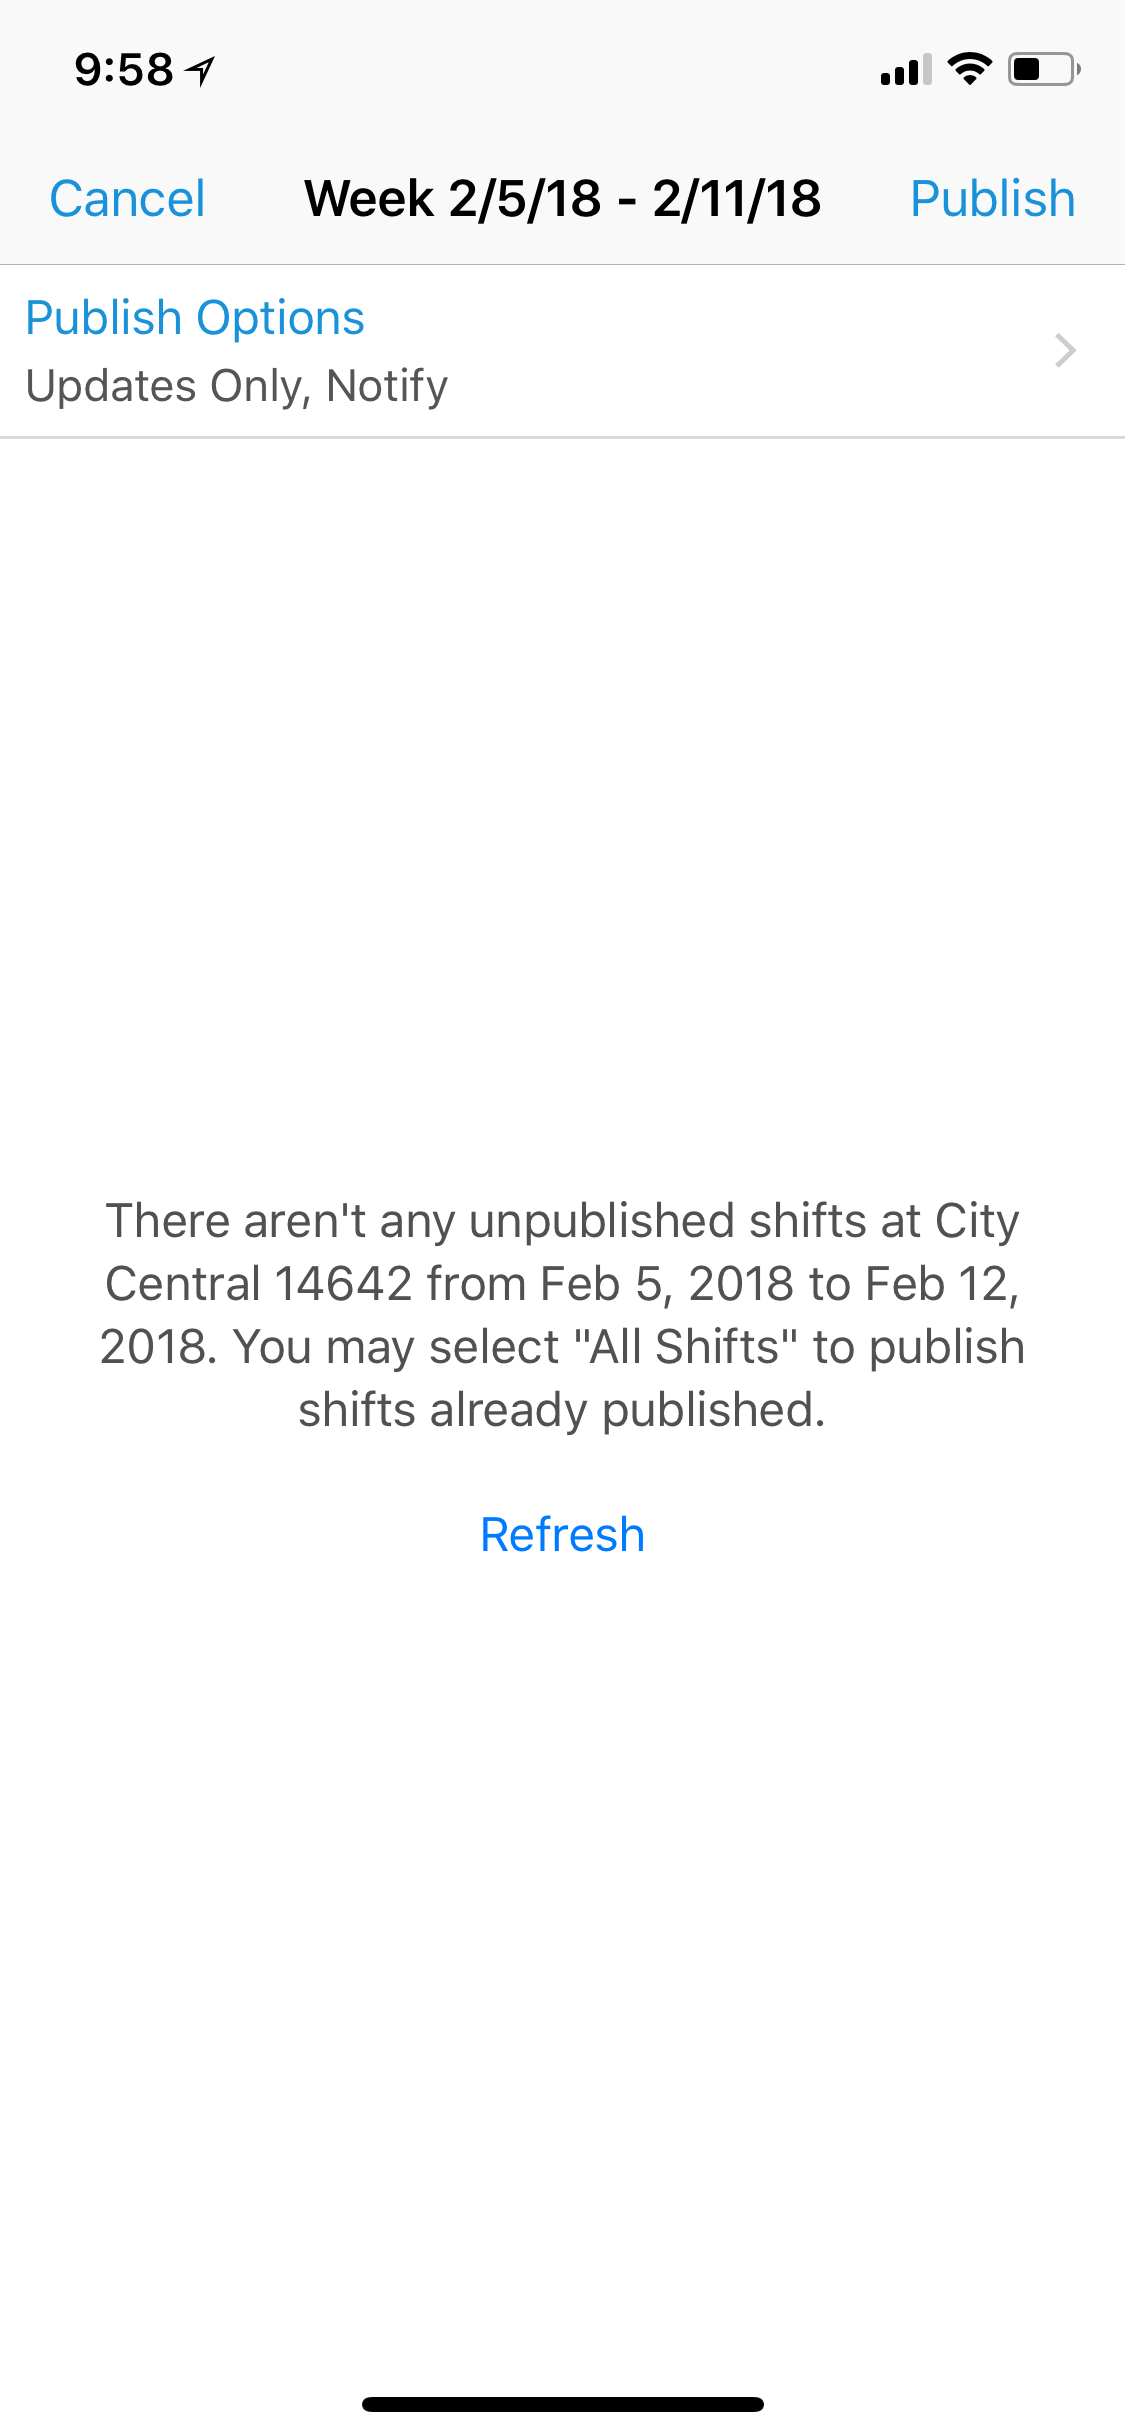 9:58
Cancel
Week 2/5/18 - 2/11/18
Publish
Publish Options
Updates Only, Notify
There aren't any unpublished shifts at City
Central 14642 from Feb 5, 2018 to Feb 12,
2018. You may select "All Shifts" to publish
shifts already published.
Refresh